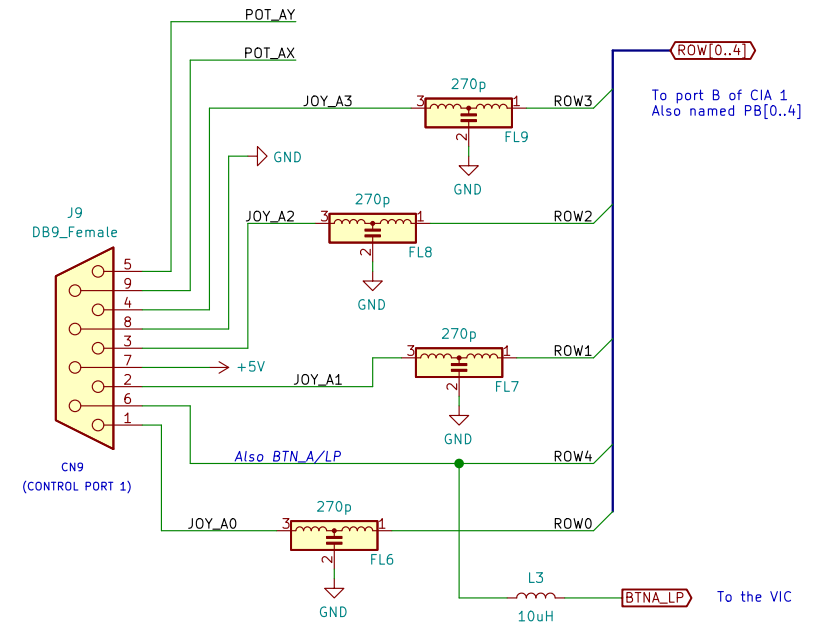 POT_AY
POT_AX
ROW[0..4]
270p
To port B of CIA 1
Also named PB[0..4]
JOY_A3
3
1
ROW3
2
FL9
GND
GND
270p
J9
DB9_Female
JOY_A2
3
1
ROW2
2
FL8
GND
5
9
4
8
3
7
2
6
1
+5V
270p
3
1
ROW1
JOY_A1
2
FL7
GND
Also BTN_A/LP
ROW4
CN9
(CONTROL PORT 1)
270p
JOY_A0
3
1
ROW0
2
FL6
GND
L3
10uH
BTNA_LP
To the VIC